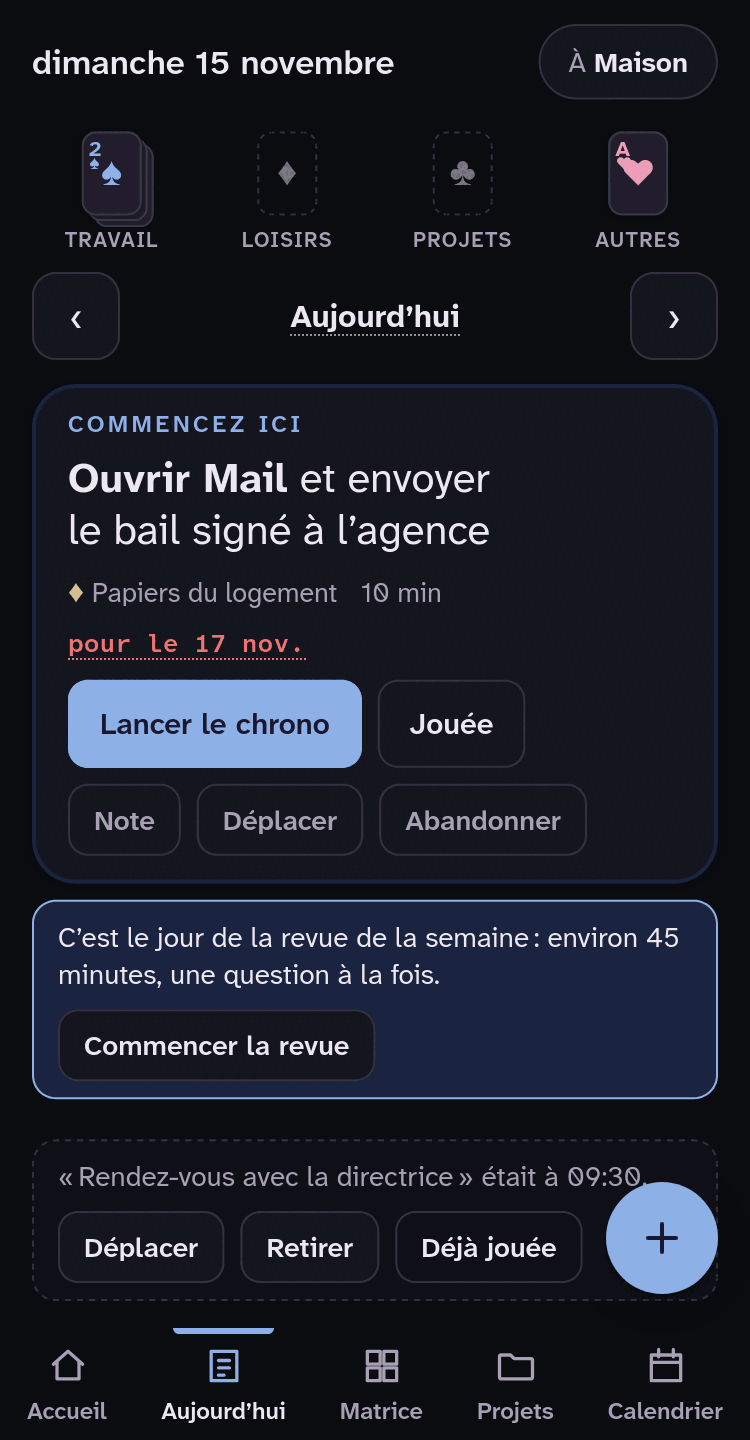 dimanche 15 novembre
À Maison
2
A
TRAVAIL
LOISIRS
PROJETS
AUTRES
‹
Aujourd’hui
›
COMMENCEZ ICI
Ouvrir Mail et envoyer
le bail signé à l’agence
Papiers du logement 10 min
pour le 17 nov.
Lancer le chrono
Jouée
Note
Déplacer
Abandonner
C’est le jour de la revue de la semaine : environ 45
minutes, une question à la fois.
Commencer la revue
« Rendez-vous avec la directrice » était à 09:30.
Déplacer
Retirer
Déjà jouée
+
Accueil
Aujourd’hui
Matrice
Projets
Calendrier